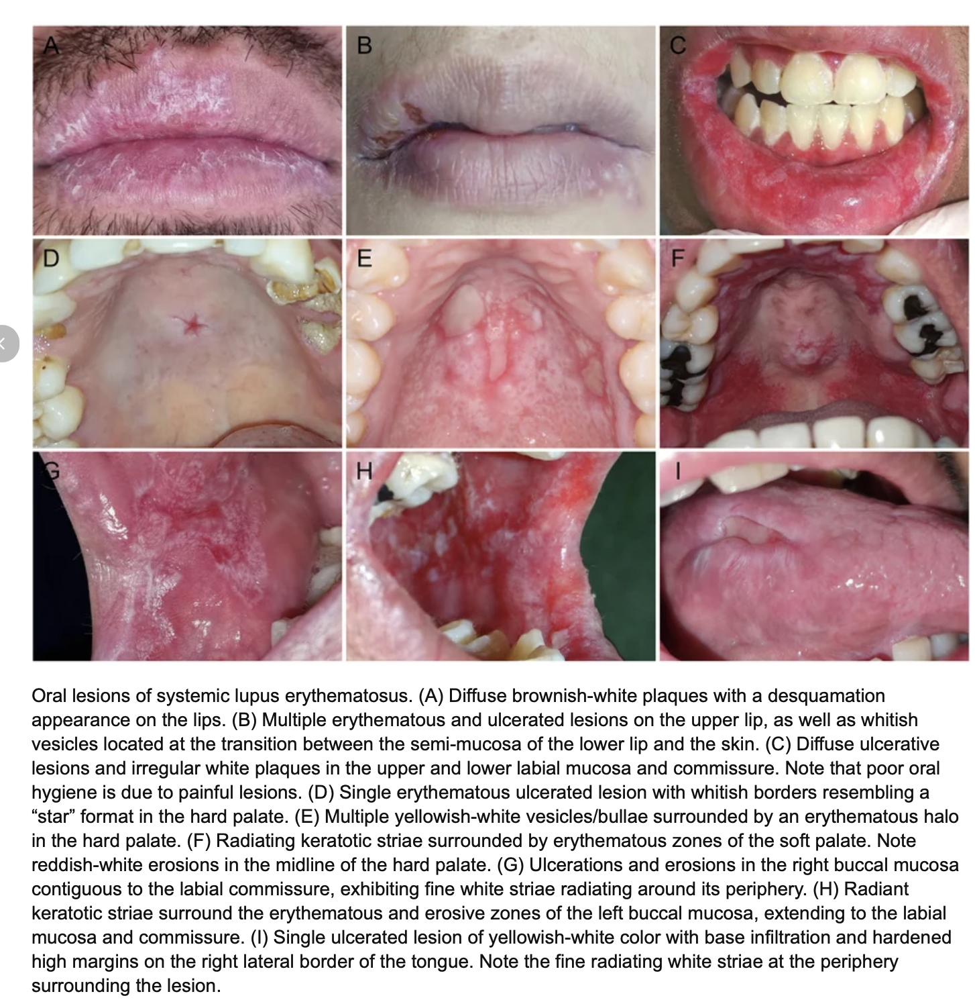 A
B
C
D
E
F
G
H
I
Oral lesions of systemic lupus erythematosus. (A) Diffuse brownish-white plaques with a desquamation
appearance on the lips. (B) Multiple erythematous and ulcerated lesions on the upper lip, as well as whitish
vesicles located at the transition between the semi-mucosa of the lower lip and the skin. (C) Diffuse ulcerative
lesions and irregular white plaques in the upper and lower labial mucosa and commissure. Note that poor oral
hygiene is due to painful lesions. (D) Single erythematous ulcerated lesion with whitish borders resembling a
“star” format in the hard palate. (E) Multiple yellowish-white vesicles/bullae surrounded by an erythematous halo
in the hard palate. (F) Radiating keratotic striae surrounded by erythematous zones of the soft palate. Note
reddish-white erosions in the midline of the hard palate. (G) Ulcerations and erosions in the right buccal mucosa
contiguous to the labial commissure, exhibiting fine white striae radiating around its periphery. (H) Radiant
keratotic striae surround the erythematous and erosive zones of the left buccal mucosa, extending to the labial
mucosa and commissure. (I) Single ulcerated lesion of yellowish-white color with base infiltration and hardened
high margins on the right lateral border of the tongue. Note the fine radiating white striae at the periphery
surrounding the lesion.